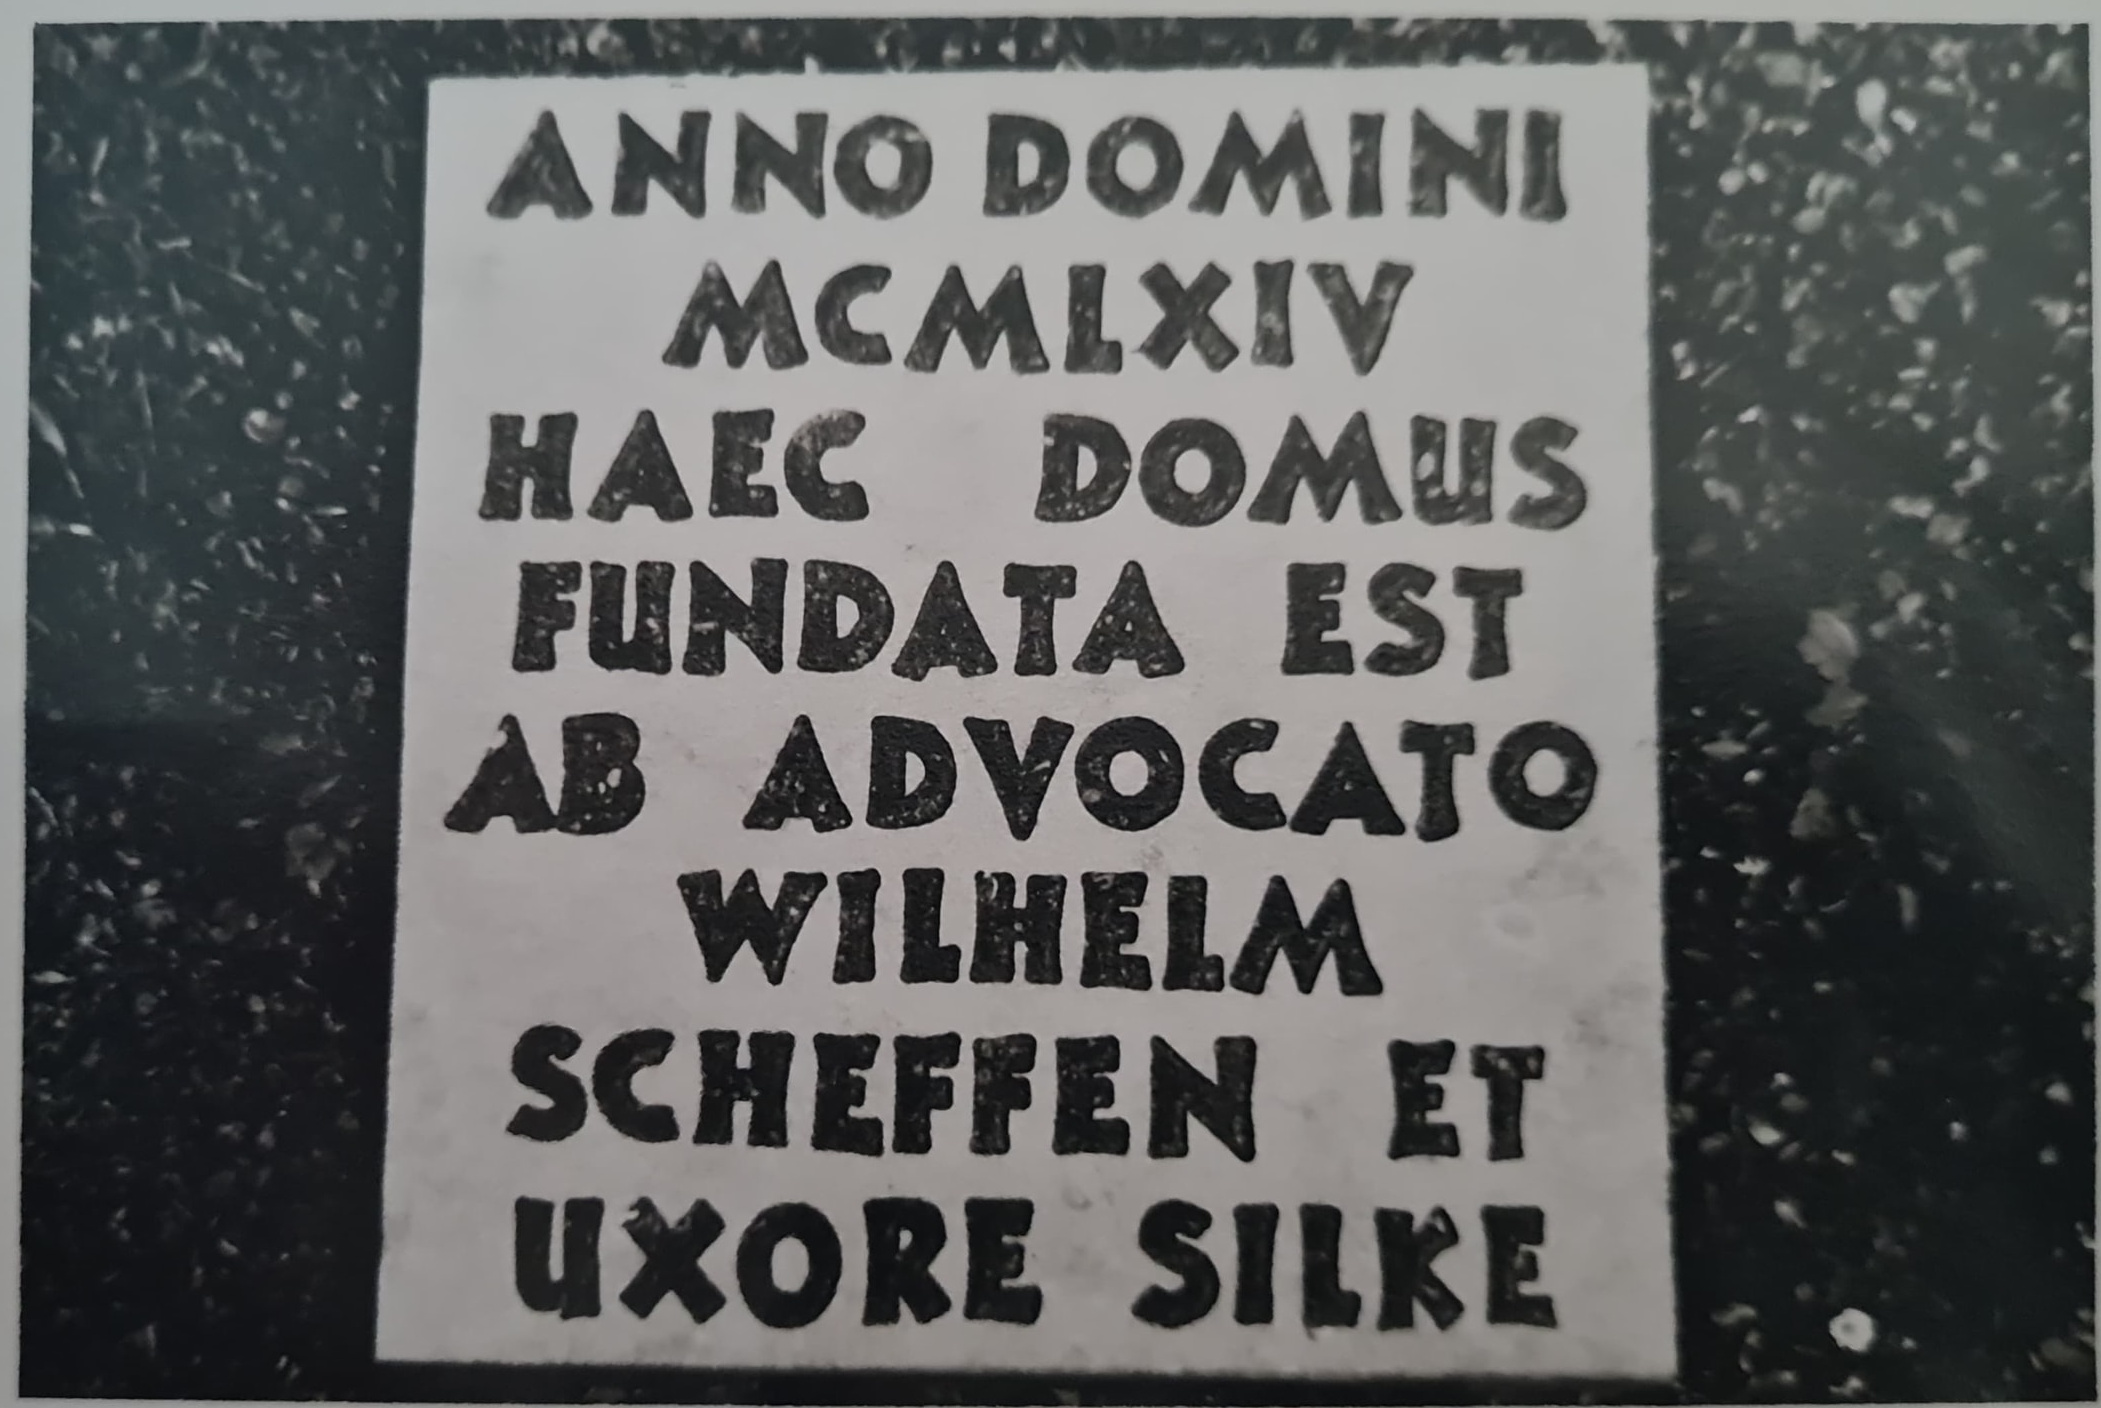 ANNO DOMINI
MCMLXIV
HAEC DOMUS
FUNDATA EST
AB ADVOCATO
WILHELM
SCHEFFEN ET
UXORE SILKE